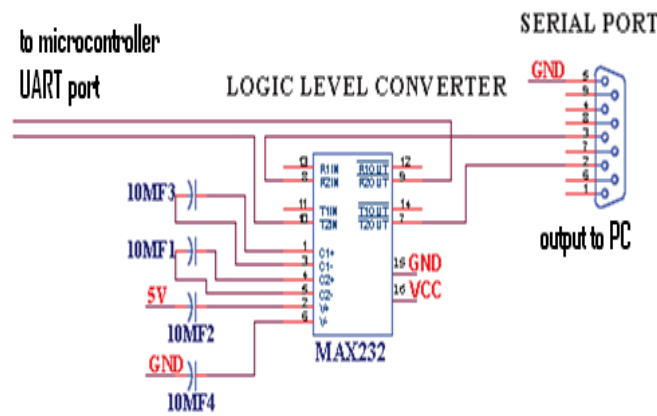 SERIAL PORT
to microcontroller
UART port
LOGIC LEVEL CONVERTER
GND
5
9
4
8
3
7
2
6
1
13 R1IN R1OUT 12
8 R2IN R2OUT 9
11 T1IN T1OUT 14
10 T2IN T2OUT 7
10MF3
1 C1+
3 C1-
10MF1
4 C2+
5 C2-
5V
2 V+
6 V-
10MF2
15 GND
16 VCC
MAX232
GND
10MF4
output to PC